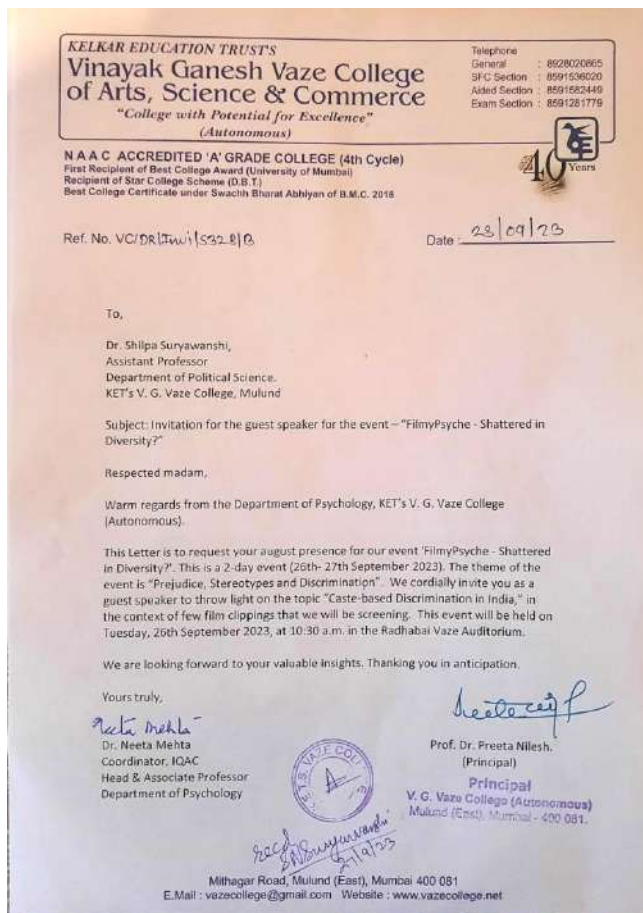 KELKAR EDUCATION TRUST'S
Vinayak Ganesh Vaze College
of Arts, Science & Commerce
"College with Potential for Excellence"
(Autonomous)
Telephone
General : 8928020865
SFC Section : 8591536020
Aided Section : 8591582449
Exam Section : 8591281779
N A A C ACCREDITED 'A' GRADE COLLEGE (4th Cycle)
First Recipient of Best College Award (University of Mumbai)
Recipient of Star College Scheme (D.B.T.)
Best College Certificate under Swachh Bharat Abhiyan of B.M.C. 2018
40 Years
Ref. No. VC/DR/Invi/5328/B
Date : 23/09/23
To,
Dr. Shilpa Suryawanshi,
Assistant Professor
Department of Political Science.
KET's V. G. Vaze College, Mulund
Subject: Invitation for the guest speaker for the event – "FilmyPsyche - Shattered in
Diversity?"
Respected madam,
Warm regards from the Department of Psychology, KET's V. G. Vaze College
(Autonomous).
This Letter is to request your august presence for our event 'FilmyPsyche - Shattered
in Diversity?'. This is a 2-day event (26th- 27th September 2023). The theme of the
event is "Prejudice, Stereotypes and Discrimination". We cordially invite you as a
guest speaker to throw light on the topic "Caste-based Discrimination in India," in
the context of few film clippings that we will be screening. This event will be held on
Tuesday, 26th September 2023, at 10:30 a.m. in the Radhabai Vaze Auditorium.
We are looking forward to your valuable insights. Thanking you in anticipation.
Yours truly,
Neeta Mehta
Dr. Neeta Mehta
Coordinator, IQAC
Head & Associate Professor
Department of Psychology
K.E.T'S. VAZE COLL
Prof. Dr. Preeta Nilesh.
(Principal)
Principal
V. G. Vaze College (Autonomous)
Mulund (East), Mumbai - 400 081.
recd
SNSuryawanshi
21/9/23
Mithagar Road, Mulund (East), Mumbai 400 081
E.Mail : vazecollege@gmail.com Website : www.vazecollege.net